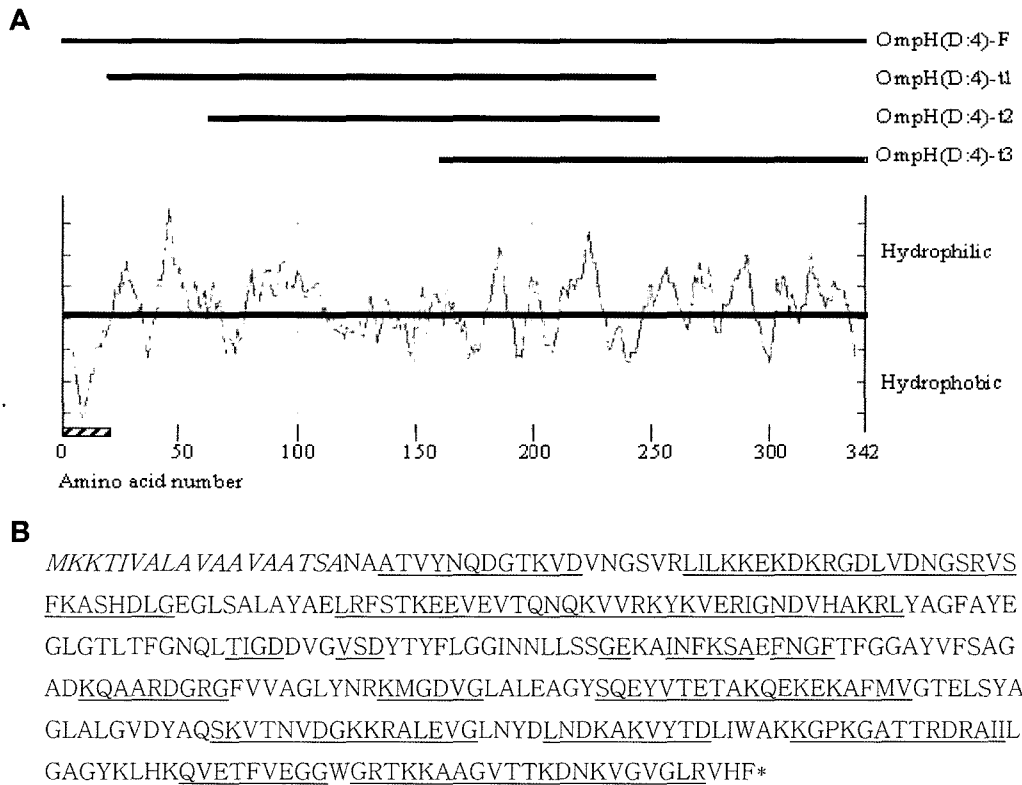 A
OmpH(D:4)-F
OmpH(D:4)-t1
OmpH(D:4)-t2
OmpH(D:4)-t3
Hydrophilic
Hydrophobic
0 50 100 150 200 250 300 342
Amino acid number
B
MKKTIVALAVAAVAATSANAATVYNQDGTKVDVNGSVRLILKKEKDKRGDLVDNGSRVS
FKASHDLGEGLSALAYAELRFSTKEEVEVTQNQKVVRKYKVERIGNDVHAKRLYAGFAYE
GLGTLTFGNQLTIGDDVGVSDYTYFLGGINNLLSSGEKAINFKSAEFNGFTFGGAYVFSAG
ADKQAARDGRGFVVAGLYNRKMGDVGLALEAGYSQEYVTETAKQEKEKAFMVGTELSYA
GLALGVDYAQSKVTNVDGKKRALEVGLNYDLNDKAKVYTDLIWAKKGPKGATTRDRAIIL
GAGYKLHKQVETFVEGGWGRTKKAAGVTTKDNKVGVGLRVHF*